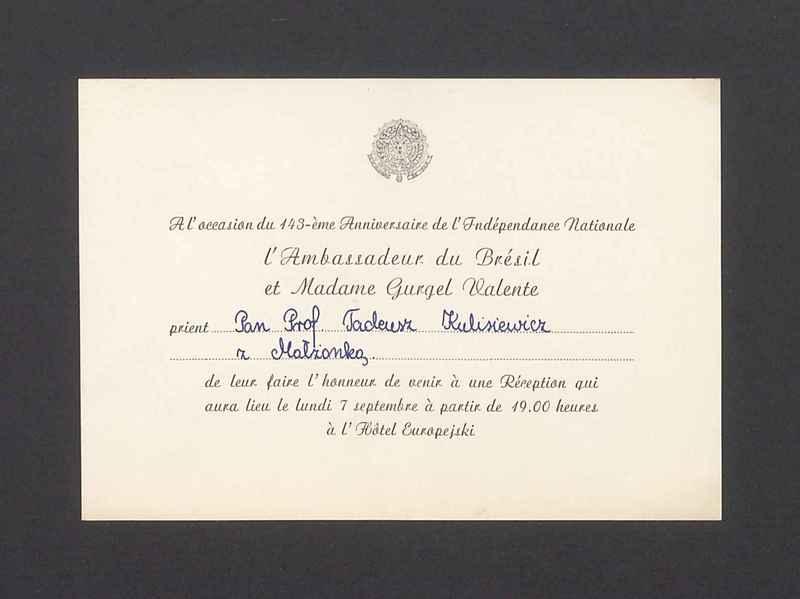 A l'occasion du 143-ème Anniversaire de l'Indépendance Nationale
l'Ambassadeur du Brésil
et Madame Gurgel Valente
prient Pan Prof. Tadeusz Kulisiewicz
z Małżonką
de leur faire l'honneur de venir à une Réception qui
aura lieu le lundi 7 septembre à partir de 19.00 heures
à l'Hôtel Europejski